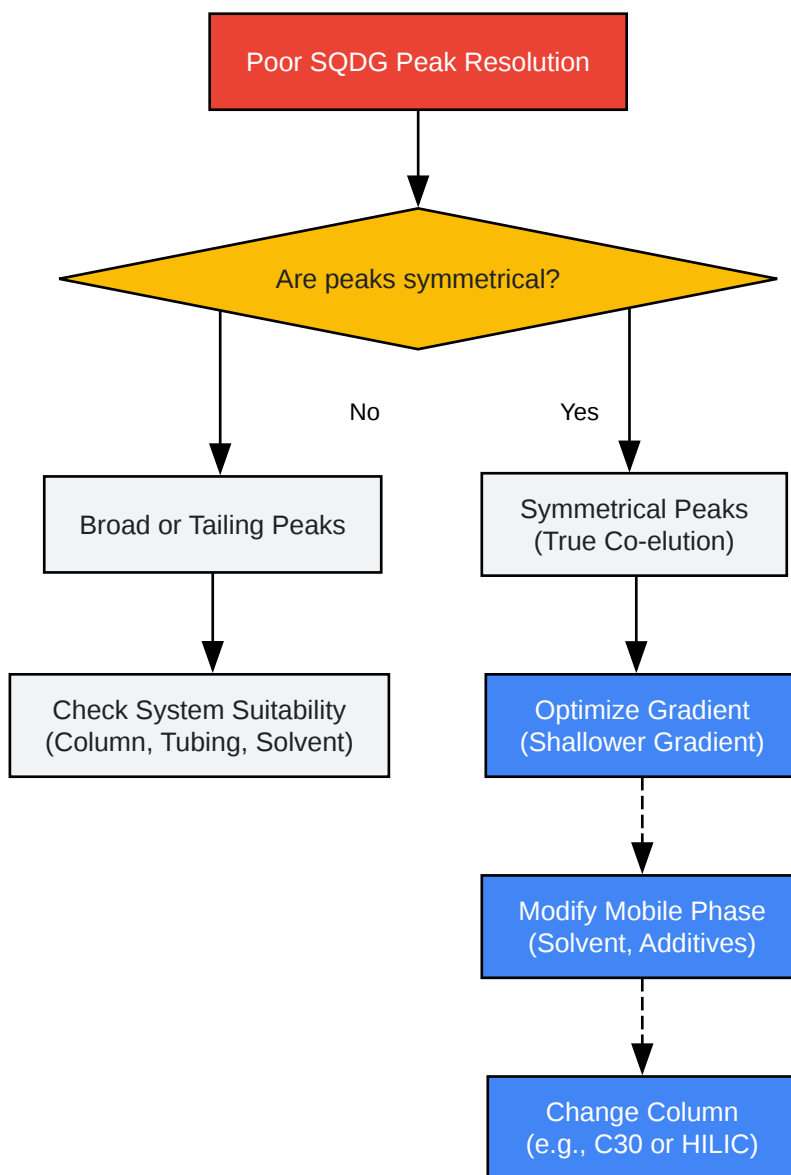 Poor SQDG Peak Resolution
Are peaks symmetrical?
No
Yes
Broad or Tailing Peaks
Symmetrical Peaks
(True Co-elution)
Check System Suitability
(Column, Tubing, Solvent)
Optimize Gradient
(Shallower Gradient)
Modify Mobile Phase
(Solvent, Additives)
Change Column
(e.g., C30 or HILIC)